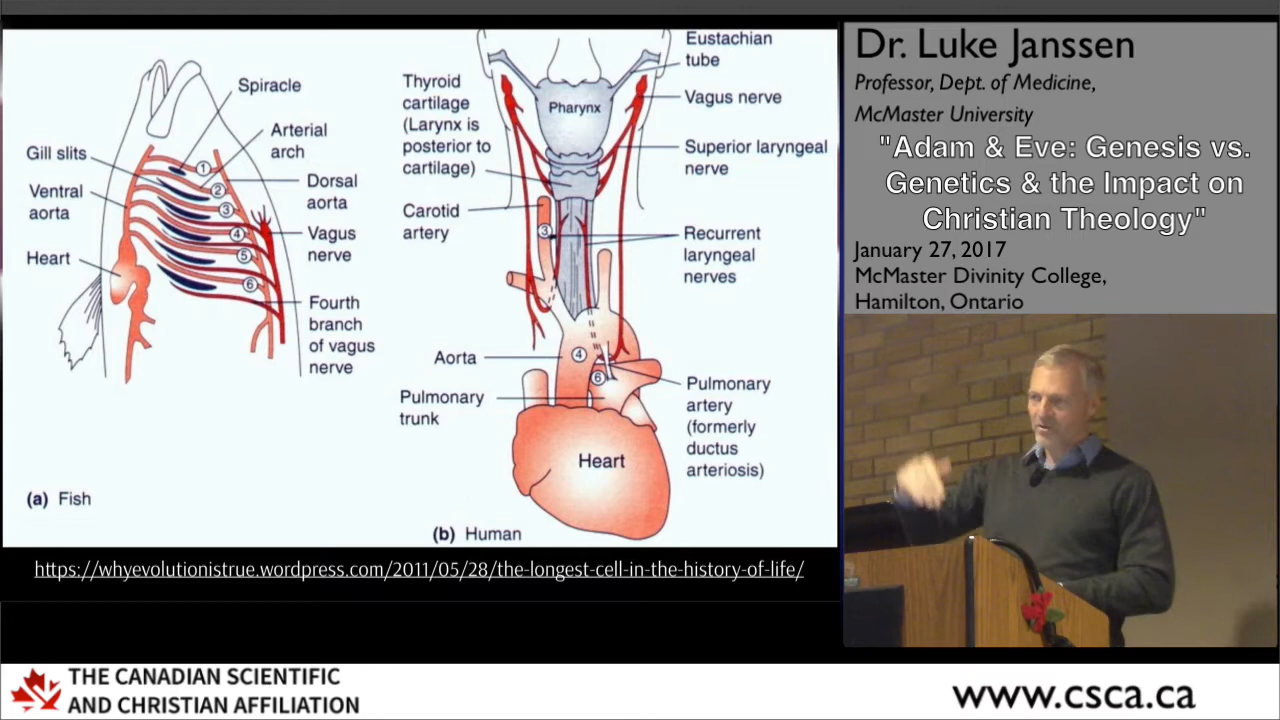 Spiracle
Arterial
arch
Gill slits
Ventral
aorta
Dorsal
aorta
Heart
Vagus
nerve
Fourth
branch
of vagus
nerve
1
2
3
4
5
6
(a) Fish
Eustachian
tube
Thyroid
cartilage
(Larynx is
posterior to
cartilage)
Pharynx
Vagus nerve
Superior laryngeal
nerve
Carotid
artery
3
Recurrent
laryngeal
nerves
Aorta
4
6
Pulmonary
trunk
Pulmonary
artery
(formerly
ductus
arteriosis)
Heart
(b) Human
https://whyevolutionistrue.wordpress.com/2011/05/28/the-longest-cell-in-the-history-of-life/
Dr. Luke Janssen
Professor, Dept. of Medicine,
McMaster University
"Adam & Eve: Genesis vs.
Genetics & the Impact on
Christian Theology"
January 27, 2017
McMaster Divinity College,
Hamilton, Ontario
THE CANADIAN SCIENTIFIC
AND CHRISTIAN AFFILIATION
www.csca.ca